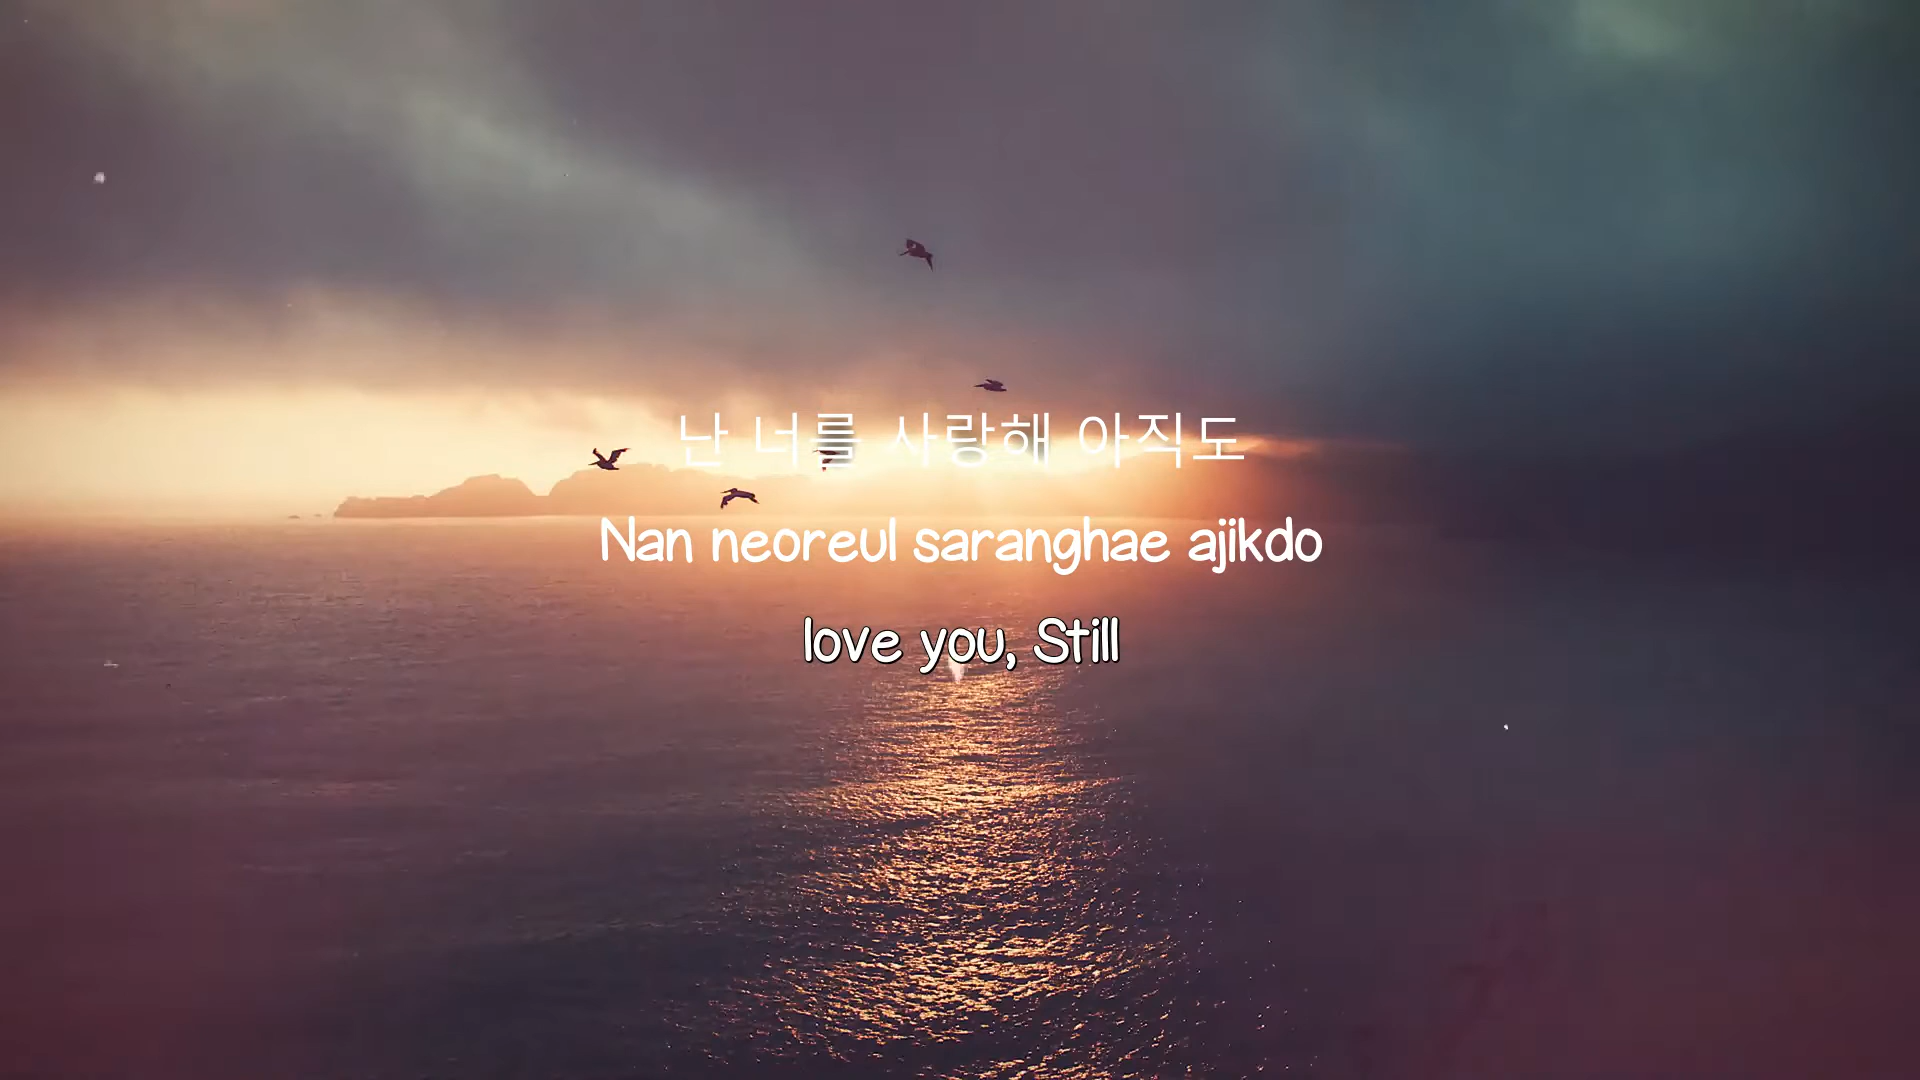 난 너를 사랑해 아직도
Nan neoreul saranghae ajikdo
love you, Still